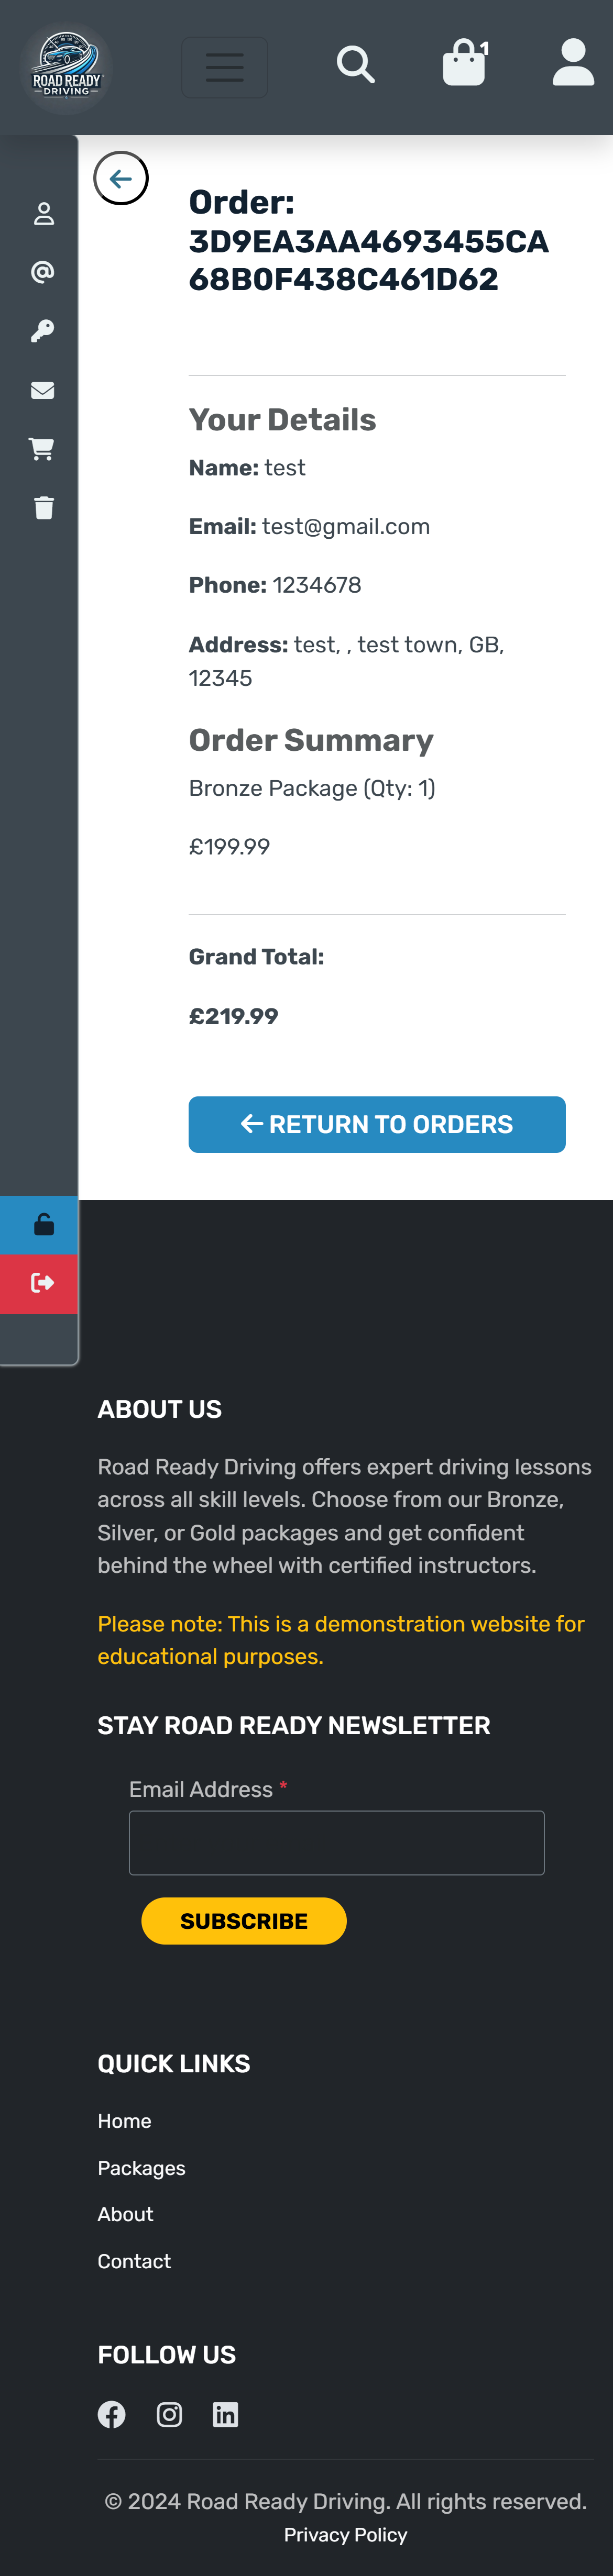 ROAD READY
DRIVING
1
Order:
3D9EA3AA4693455CA
68B0F438C461D62
Your Details
Name: test
Email: test@gmail.com
Phone: 1234678
Address: test, , test town, GB,
12345
Order Summary
Bronze Package (Qty: 1)
£199.99
Grand Total:
£219.99
RETURN TO ORDERS
ABOUT US
Road Ready Driving offers expert driving lessons
across all skill levels. Choose from our Bronze,
Silver, or Gold packages and get confident
behind the wheel with certified instructors.
Please note: This is a demonstration website for
educational purposes.
STAY ROAD READY NEWSLETTER
Email Address *
SUBSCRIBE
QUICK LINKS
Home
Packages
About
Contact
FOLLOW US
© 2024 Road Ready Driving. All rights reserved.
Privacy Policy